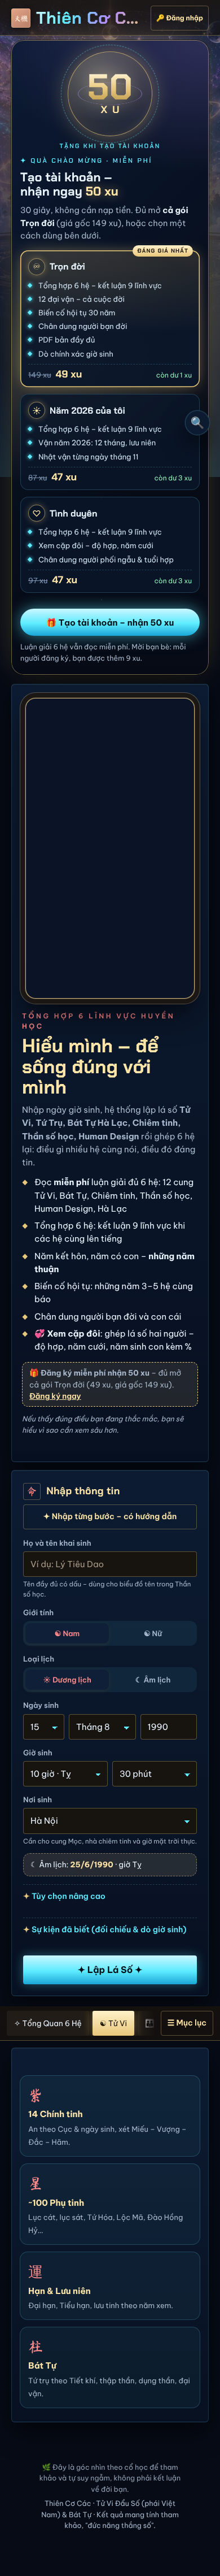 Thiên Cơ C...
🔑 Đăng nhập
50
XU
TẶNG KHI TẠO TÀI KHOẢN
✦ QUÀ CHÀO MỪNG · MIỄN PHÍ
Tạo tài khoản –
nhận ngay 50 xu
30 giây, không cần nạp tiền. Đủ mở cả gói
Trọn đời (giá gốc 149 xu), hoặc chọn một
cách dùng bên dưới.
ĐÁNG GIÁ NHẤT
Trọn đời
Tổng hợp 6 hệ – kết luận 9 lĩnh vực
12 đại vận – cả cuộc đời
Biến cố hội tụ 30 năm
Chân dung người bạn đời
PDF bản đầy đủ
Dò chính xác giờ sinh
149 xu 49 xu
còn dư 1 xu
Năm 2026 của tôi
Tổng hợp 6 hệ – kết luận 9 lĩnh vực
Vận năm 2026: 12 tháng, lưu niên
Nhật vận từng ngày tháng 11
87 xu 47 xu
còn dư 3 xu
Tình duyên
Tổng hợp 6 hệ – kết luận 9 lĩnh vực
Xem cặp đôi – độ hợp, năm cưới
Chân dung người phối ngẫu & tuổi hợp
97 xu 47 xu
còn dư 3 xu
🎁 Tạo tài khoản – nhận 50 xu
Luận giải 6 hệ vẫn đọc miễn phí. Mời bạn bè: mỗi
người đăng ký, bạn được thêm 9 xu.
TỔNG HỢP 6 LĨNH VỰC HUYỀN
HỌC
Hiểu mình – để
sống đúng với
mình
Nhập ngày giờ sinh, hệ thống lập lá số Tử
Vi, Tứ Trụ, Bát Tự Hà Lạc, Chiêm tinh,
Thần số học, Human Design rồi ghép 6 hệ
lại: điều gì nhiều hệ cùng nói, điều đó đáng
tin.
Đọc miễn phí luận giải đủ 6 hệ: 12 cung
Tử Vi, Bát Tự, Chiêm tinh, Thần số học,
Human Design, Hà Lạc
Tổng hợp 6 hệ: kết luận 9 lĩnh vực khi
các hệ cùng lên tiếng
Năm kết hôn, năm có con – những năm
thuận
Biến cố hội tụ: những năm 3–5 hệ cùng
báo
Chân dung người bạn đời và con cái
💞 Xem cặp đôi: ghép lá số hai người –
độ hợp, năm cưới, năm sinh con kèm %
🎁 Đăng ký miễn phí nhận 50 xu – đủ mở
cả gói Trọn đời (49 xu, giá gốc 149 xu).
Đăng ký ngay
Nếu thấy đúng điều bạn đang thắc mắc, bạn sẽ
hiểu vì sao cần xem sâu hơn.
Nhập thông tin
✦ Nhập từng bước – có hướng dẫn
Họ và tên khai sinh
Ví dụ: Lý Tiêu Dao
Tên đầy đủ có dấu – dùng cho biểu đồ tên trong Thần
số học.
Giới tính
☯ Nam
☯ Nữ
Loại lịch
☀ Dương lịch
☾ Âm lịch
Ngày sinh
15
Tháng 8
1990
Giờ sinh
10 giờ · Tỵ
30 phút
Nơi sinh
Hà Nội
Cần cho cung Mọc, nhà chiêm tinh và giờ mặt trời thực.
☾ Âm lịch: 25/6/1990 · giờ Tỵ
✦ Tùy chọn nâng cao
✦ Sự kiện đã biết (đối chiếu & dò giờ sinh)
✦ Lập Lá Số ✦
✧ Tổng Quan 6 Hệ
☯ Tử Vi
☰ Mục lục
紫
14 Chính tinh
An theo Cục & ngày sinh, xét Miếu – Vượng –
Đắc – Hãm.
星
~100 Phụ tinh
Lục cát, lục sát, Tứ Hóa, Lộc Mã, Đào Hồng
Hỷ…
運
Hạn & Lưu niên
Đại hạn, Tiểu hạn, lưu tinh theo năm xem.
柱
Bát Tự
Tứ trụ theo Tiết khí, thập thần, dụng thần, đại
vận.
🌿 Đây là góc nhìn theo cổ học để tham
khảo và tự suy ngẫm, không phải kết luận
về đời bạn.
Thiên Cơ Các · Tử Vi Đẩu Số (phái Việt
Nam) & Bát Tự · Kết quả mang tính tham
khảo, "đức năng thắng số".